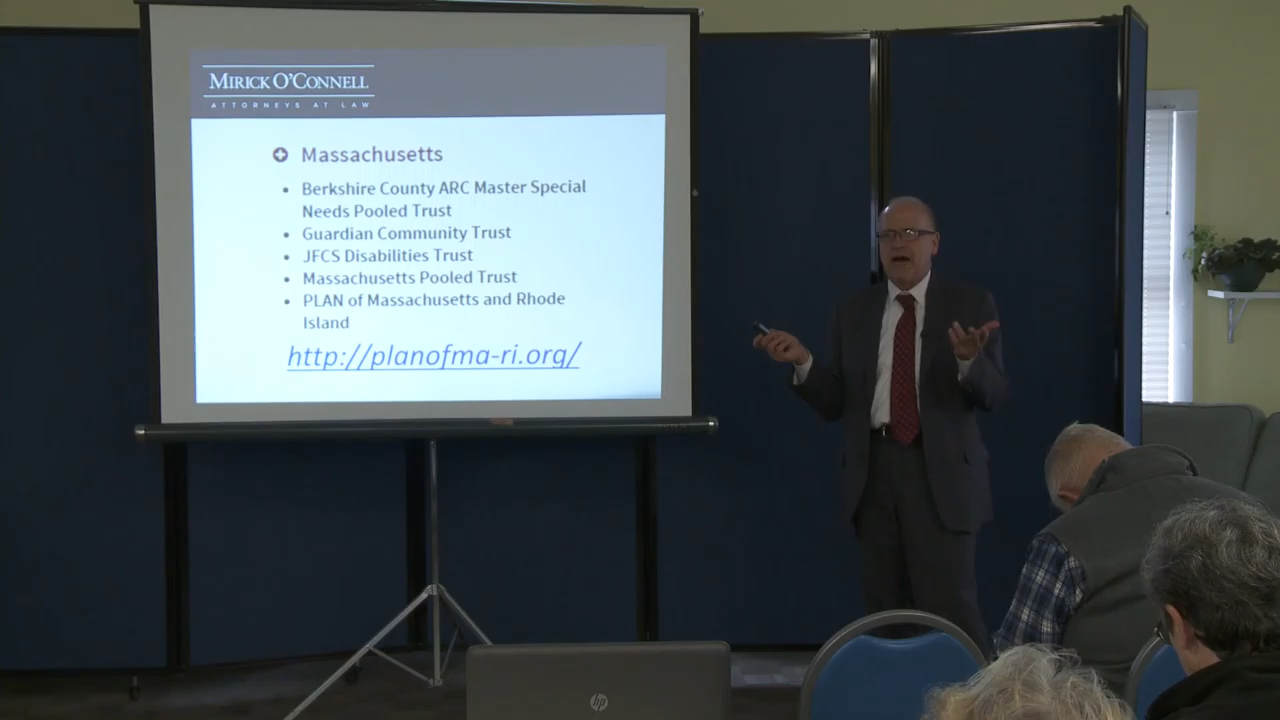 MIRICK O'CONNELL
ATTORNEYS AT LAW
Massachusetts
• Berkshire County ARC Master Special
Needs Pooled Trust
• Guardian Community Trust
• JFCS Disabilities Trust
• Massachusetts Pooled Trust
• PLAN of Massachusetts and Rhode
Island
http://planofma-ri.org/
hp